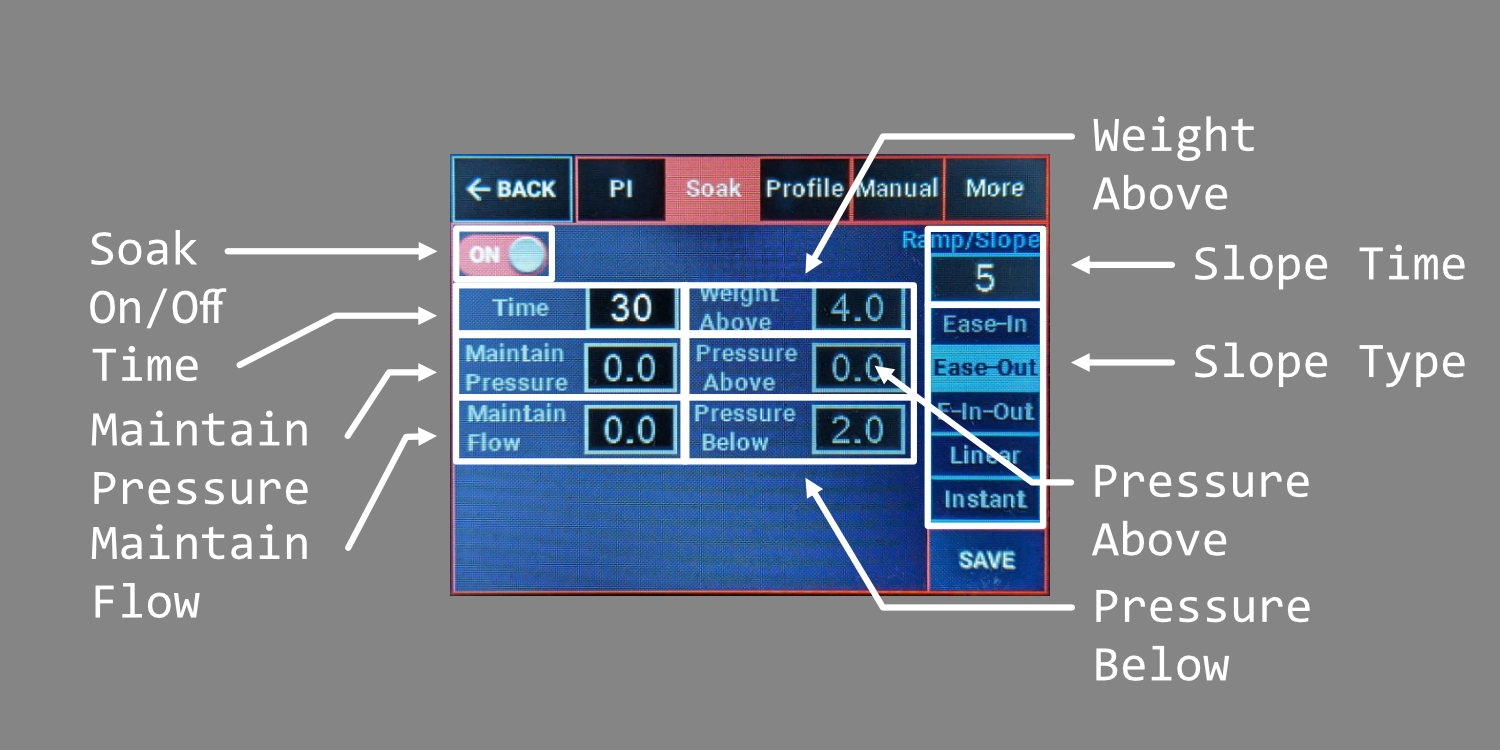 Weight
Above
← BACK
PI
Soak
Profile
Manual
More
Soak
On/Off
ON
Ramp/Slope
5
Slope Time
Time
Time
30
Weight
Above
4.0
Ease-In
Maintain
Pressure
0.0
Pressure
Above
0.0
Ease-Out
Slope Type
Maintain
Pressure
Maintain
Flow
0.0
Pressure
Below
2.0
E-In-Out
Linear
Instant
Pressure
Above
Maintain
Flow
SAVE
Pressure
Below